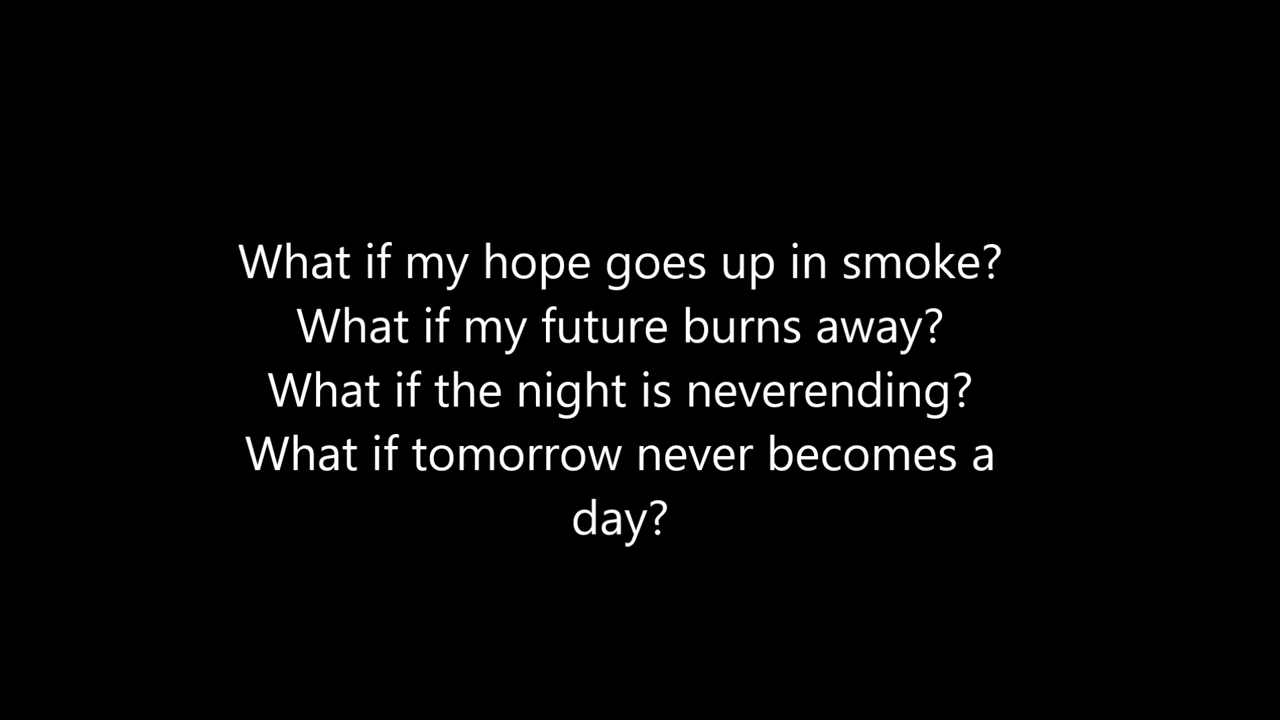 What if my hope goes up in smoke?
What if my future burns away?
What if the night is neverending?
What if tomorrow never becomes a
day?